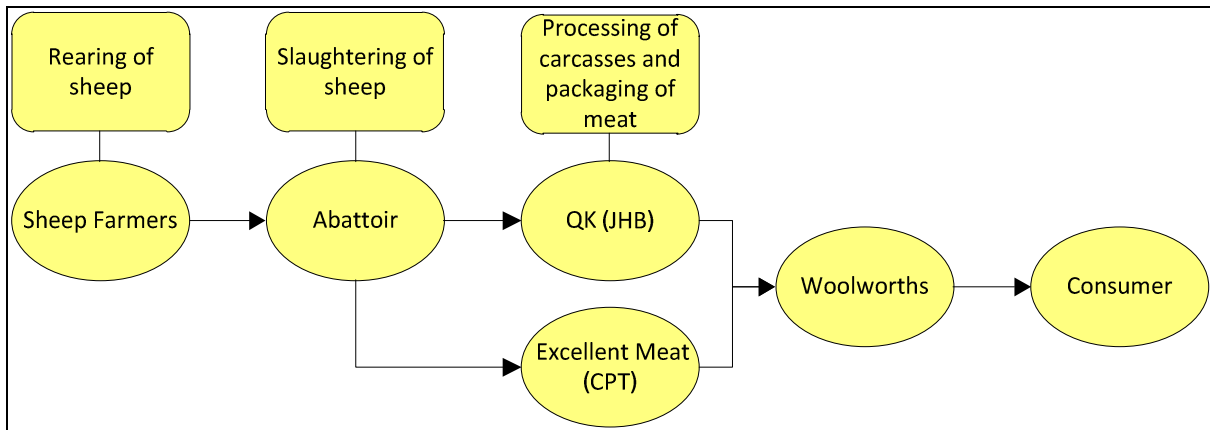 Rearing of
sheep
Slaughtering of
sheep
Processing of
carcasses and
packaging of
meat
Sheep Farmers
Abattoir
QK (JHB)
Woolworths
Consumer
Excellent Meat
(CPT)